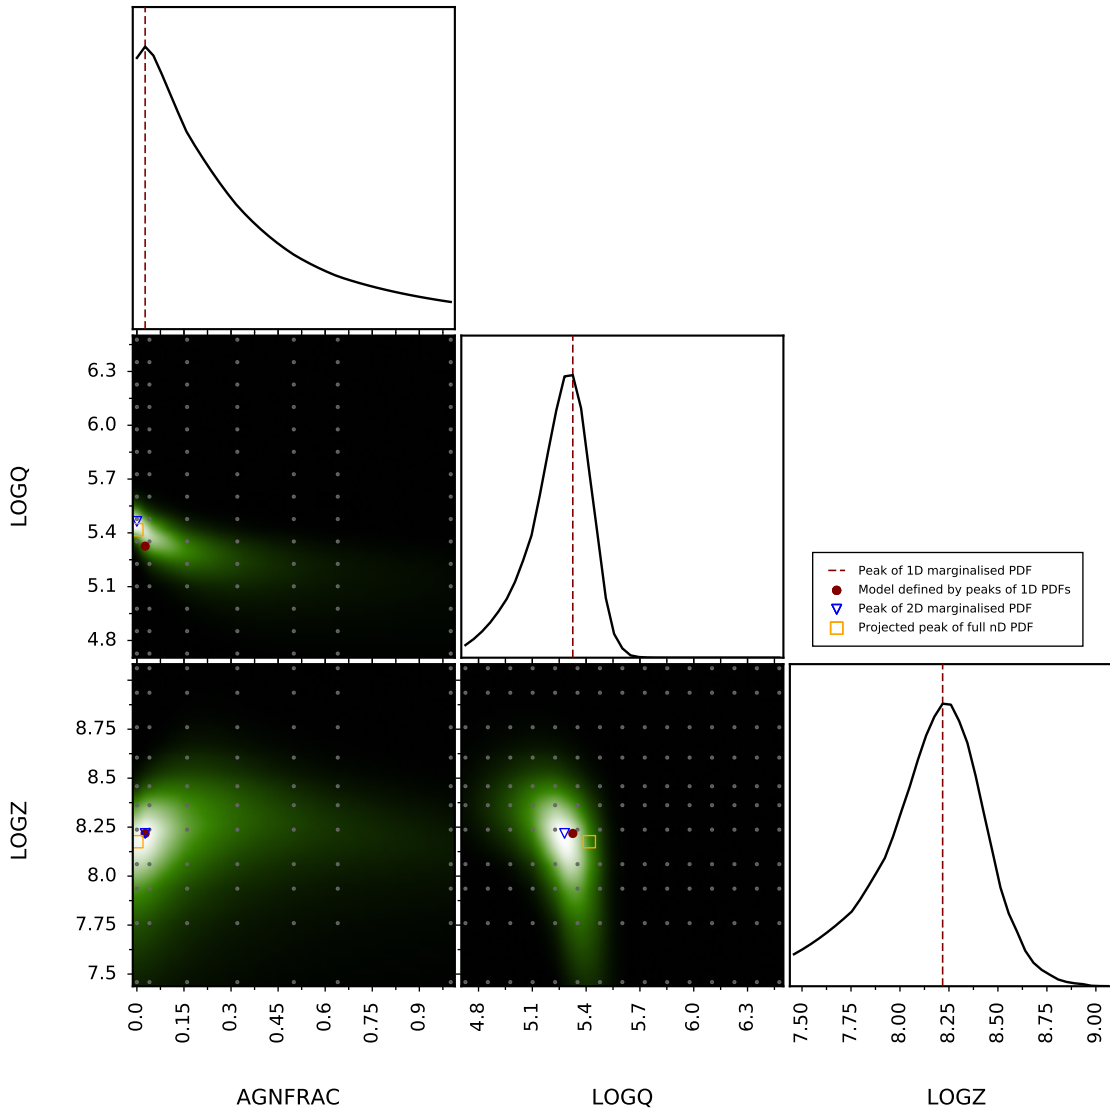 LOGQ
6.3
6.0
5.7
5.4
5.1
4.8
Peak of 1D marginalised PDF
Model defined by peaks of 1D PDFs
Peak of 2D marginalised PDF
Projected peak of full nD PDF
LOGZ
8.75
8.5
8.25
8.0
7.75
7.5
0.0 0.15 0.3 0.45 0.6 0.75 0.9
4.8 5.1 5.4 5.7 6.0 6.3
7.50 7.75 8.00 8.25 8.50 8.75 9.00
AGNFRAC LOGQ LOGZ